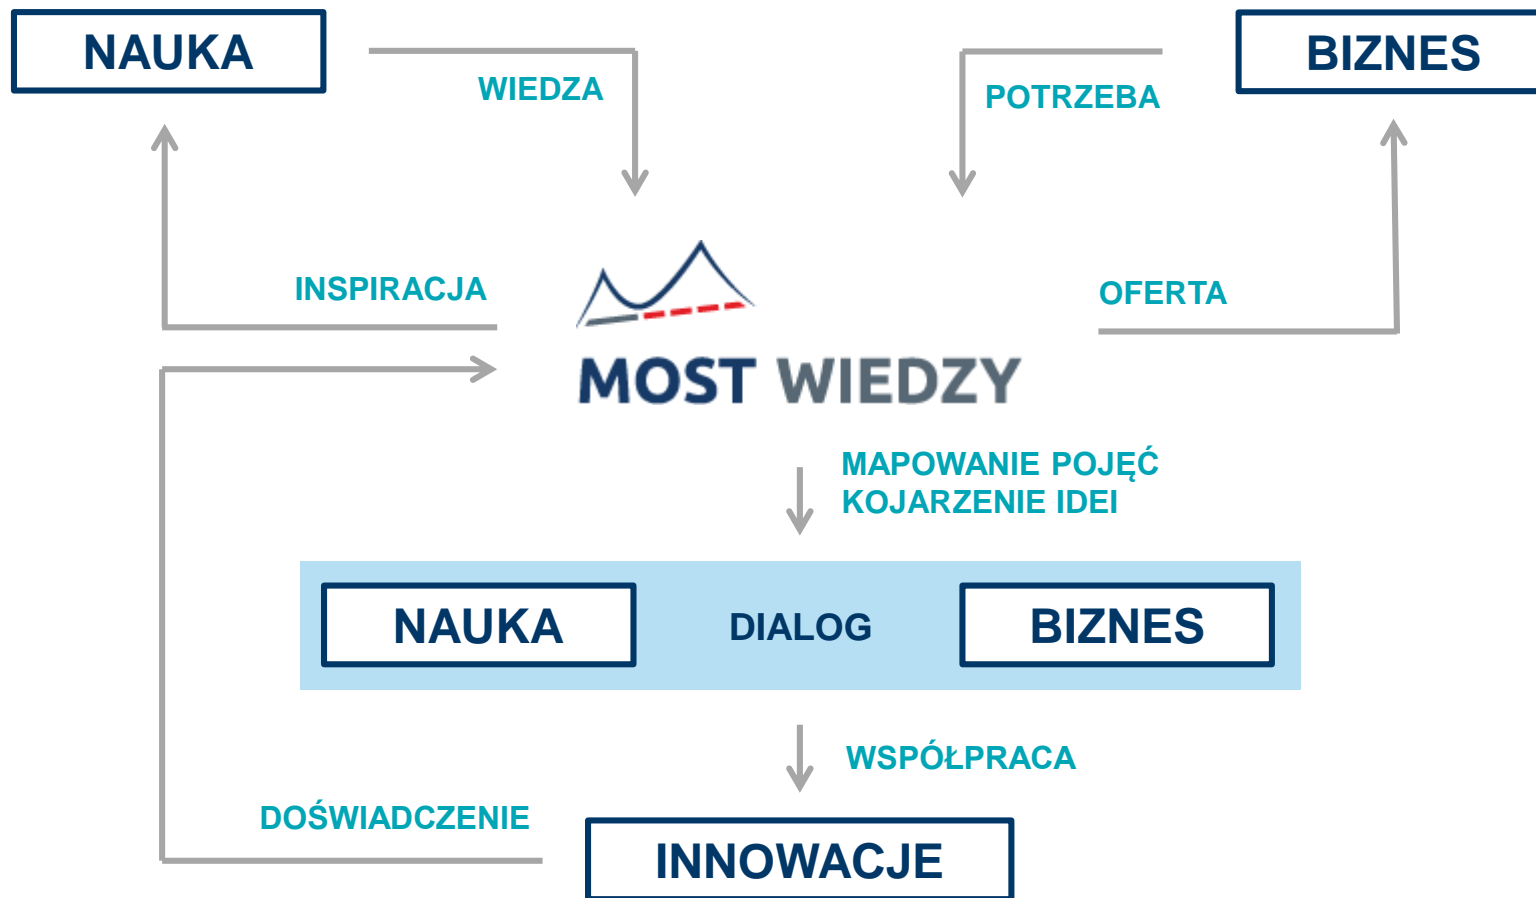 NAUKA
BIZNES
WIEDZA
POTRZEBA
INSPIRACJA
OFERTA
MOST WIEDZY
MAPOWANIE POJĘĆ
KOJARZENIE IDEI
NAUKA
DIALOG
BIZNES
WSPÓŁPRACA
DOŚWIADCZENIE
INNOWACJE